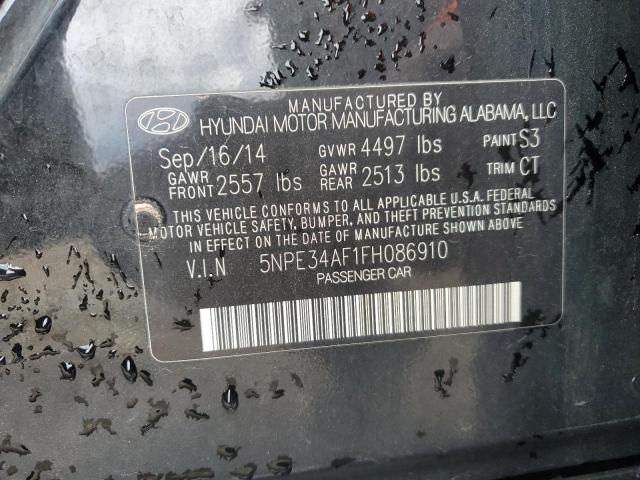 MANUFACTURED BY
HYUNDAI MOTOR MANUFACTURING ALABAMA, LLC
Sep/16/14 GVWR 4497 lbs PAINT S3
GAWR FRONT 2557 lbs GAWR REAR 2513 lbs TRIM CT
THIS VEHICLE CONFORMS TO ALL APPLICABLE U.S.A. FEDERAL
MOTOR VEHICLE SAFETY, BUMPER, AND THEFT PREVENTION STANDARDS
IN EFFECT ON THE DATE OF MANUFACTURE SHOWN ABOVE.
V.I.N 5NPE34AF1FH086910
PASSENGER CAR